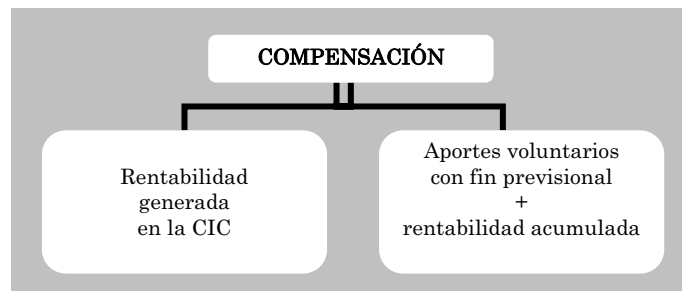 COMPENSACIÓN
Rentabilidad
generada
en la CIC
Aportes voluntarios
con fin previsional
+
rentabilidad acumulada